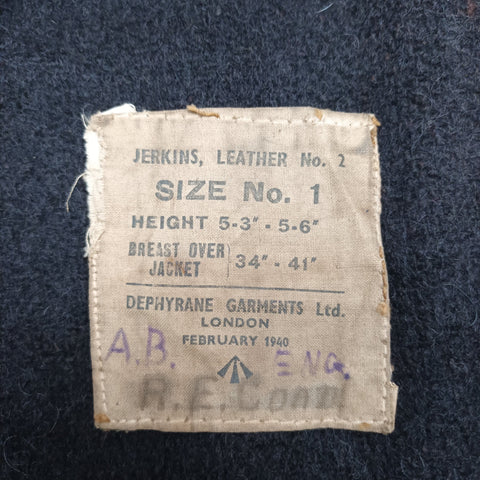 JERKINS, LEATHER No. 2
SIZE No. 1
HEIGHT 5-3" - 5-6"
BREAST OVER JACKET 34" - 41"
DEPHYRANE GARMENTS Ltd.
LONDON
FEBRUARY 1940
A.B. ENG.
R.E.